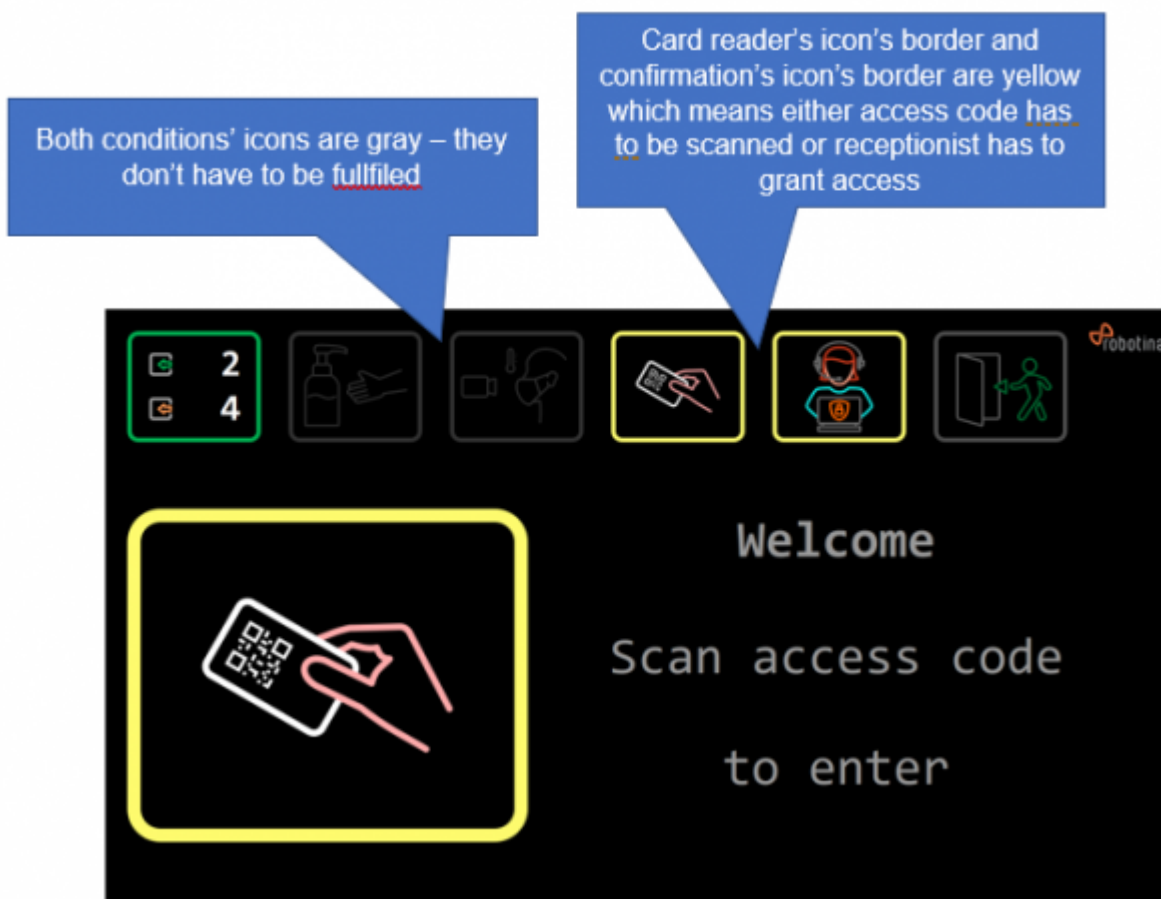 Card reader's icon's border and
confirmation's icon's border are yellow
which means either access code has
to be scanned or receptionist has to
grant access
Both conditions' icons are gray – they
don't have to be fullfiled
2
4
robotina
Welcome
Scan access code
to enter